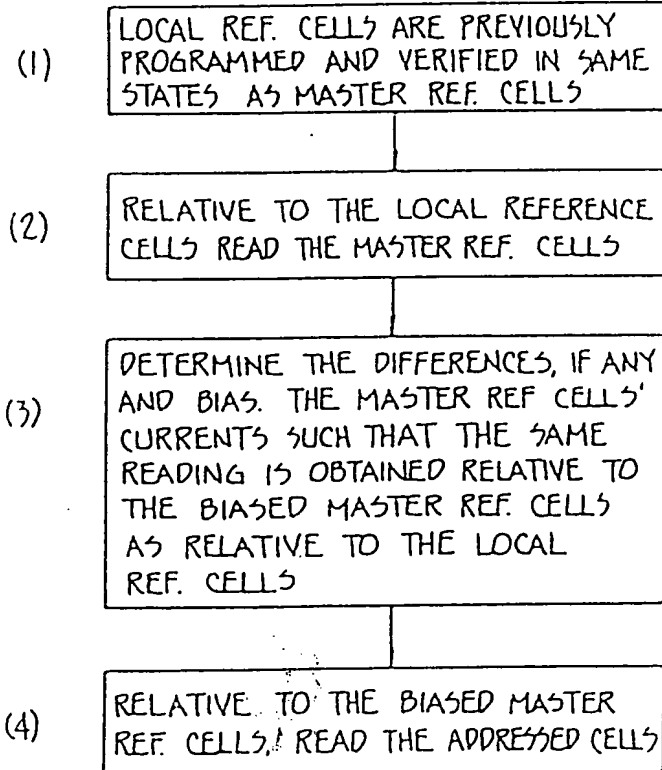 (1)
LOCAL REF. CELLS ARE PREVIOUSLY
PROGRAMMED AND VERIFIED IN SAME
STATES AS MASTER REF. CELLS
(2)
RELATIVE TO THE LOCAL REFERENCE
CELLS READ THE MASTER REF. CELLS
(3)
DETERMINE THE DIFFERENCES, IF ANY
AND BIAS. THE MASTER REF CELLS'
CURRENTS SUCH THAT THE SAME
READING IS OBTAINED RELATIVE TO
THE BIASED MASTER REF. CELLS
AS RELATIVE TO THE LOCAL
REF. CELLS
(4)
RELATIVE TO THE BIASED MASTER
REF. CELLS, READ THE ADDRESSED CELLS